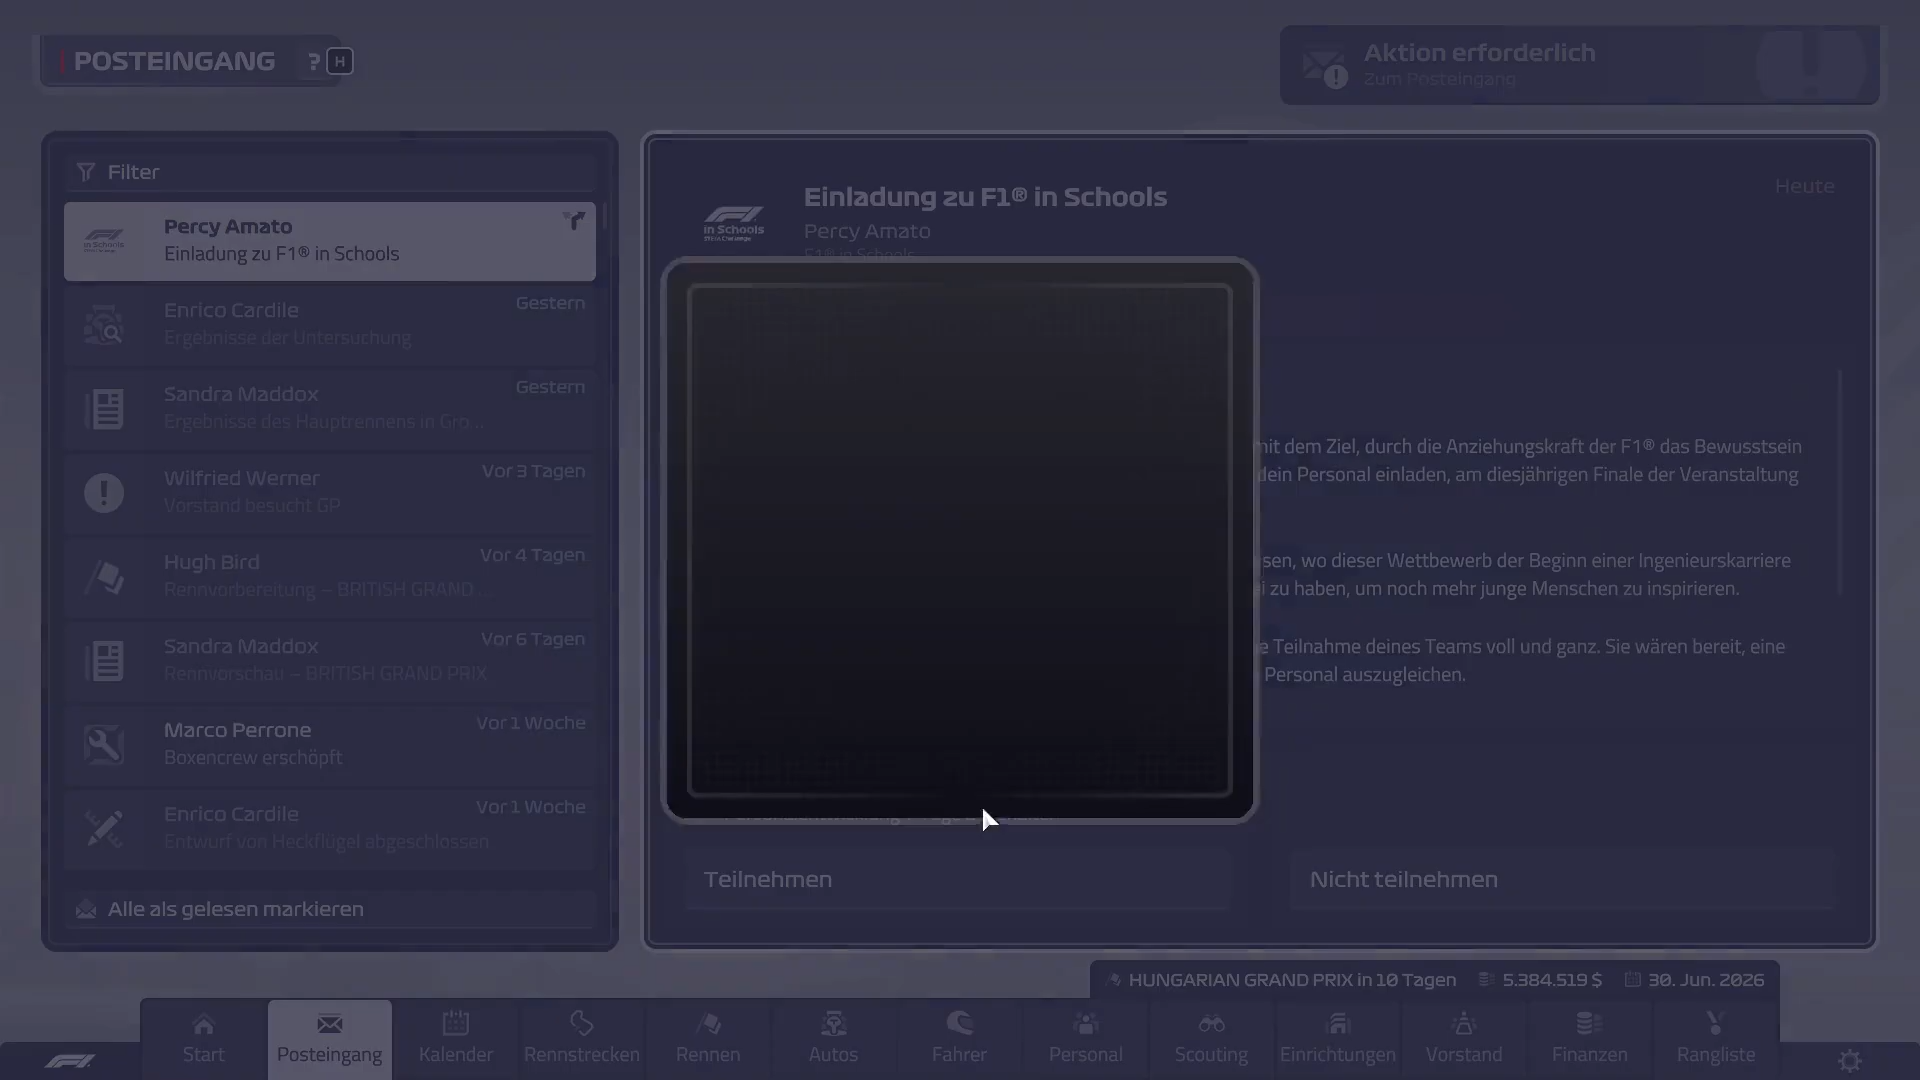 POSTEINGANG
? H
Aktion erforderlich
Zum Posteingang
Filter
Percy Amato
Einladung zu F1® in Schools
Enrico Cardile
Gestern
Ergebnisse der Untersuchung
Sandra Maddox
Gestern
Ergebnisse des Hauptrennens in Gro...
Wilfried Werner
Vor 3 Tagen
Vorstand besucht GP
Hugh Bird
Vor 4 Tagen
Rennvorbereitung – BRITISH GRAND ...
Sandra Maddox
Vor 6 Tagen
Rennvorschau – BRITISH GRAND PRIX
Marco Perrone
Vor 1 Woche
Boxencrew erschöpft
Enrico Cardile
Vor 1 Woche
Entwurf von Heckflügel abgeschlossen
Alle als gelesen markieren
in Schools
Einladung zu F1® in Schools
Heute
Percy Amato
F1® in Schools
mit dem Ziel, durch die Anziehungskraft der F1® das Bewusstsein
dein Personal einladen, am diesjährigen Finale der Veranstaltung
sen, wo dieser Wettbewerb der Beginn einer Ingenieurskarriere
zu haben, um noch mehr junge Menschen zu inspirieren.
e Teilnahme deines Teams voll und ganz. Sie wären bereit, eine
Personal auszugleichen.
Teilnehmen
Nicht teilnehmen
HUNGARIAN GRAND PRIX in 10 Tagen
5.384.519 $
30. Jun. 2026
Start
Posteingang
Kalender
Rennstrecken
Rennen
Autos
Fahrer
Personal
Scouting
Einrichtungen
Vorstand
Finanzen
Rangliste